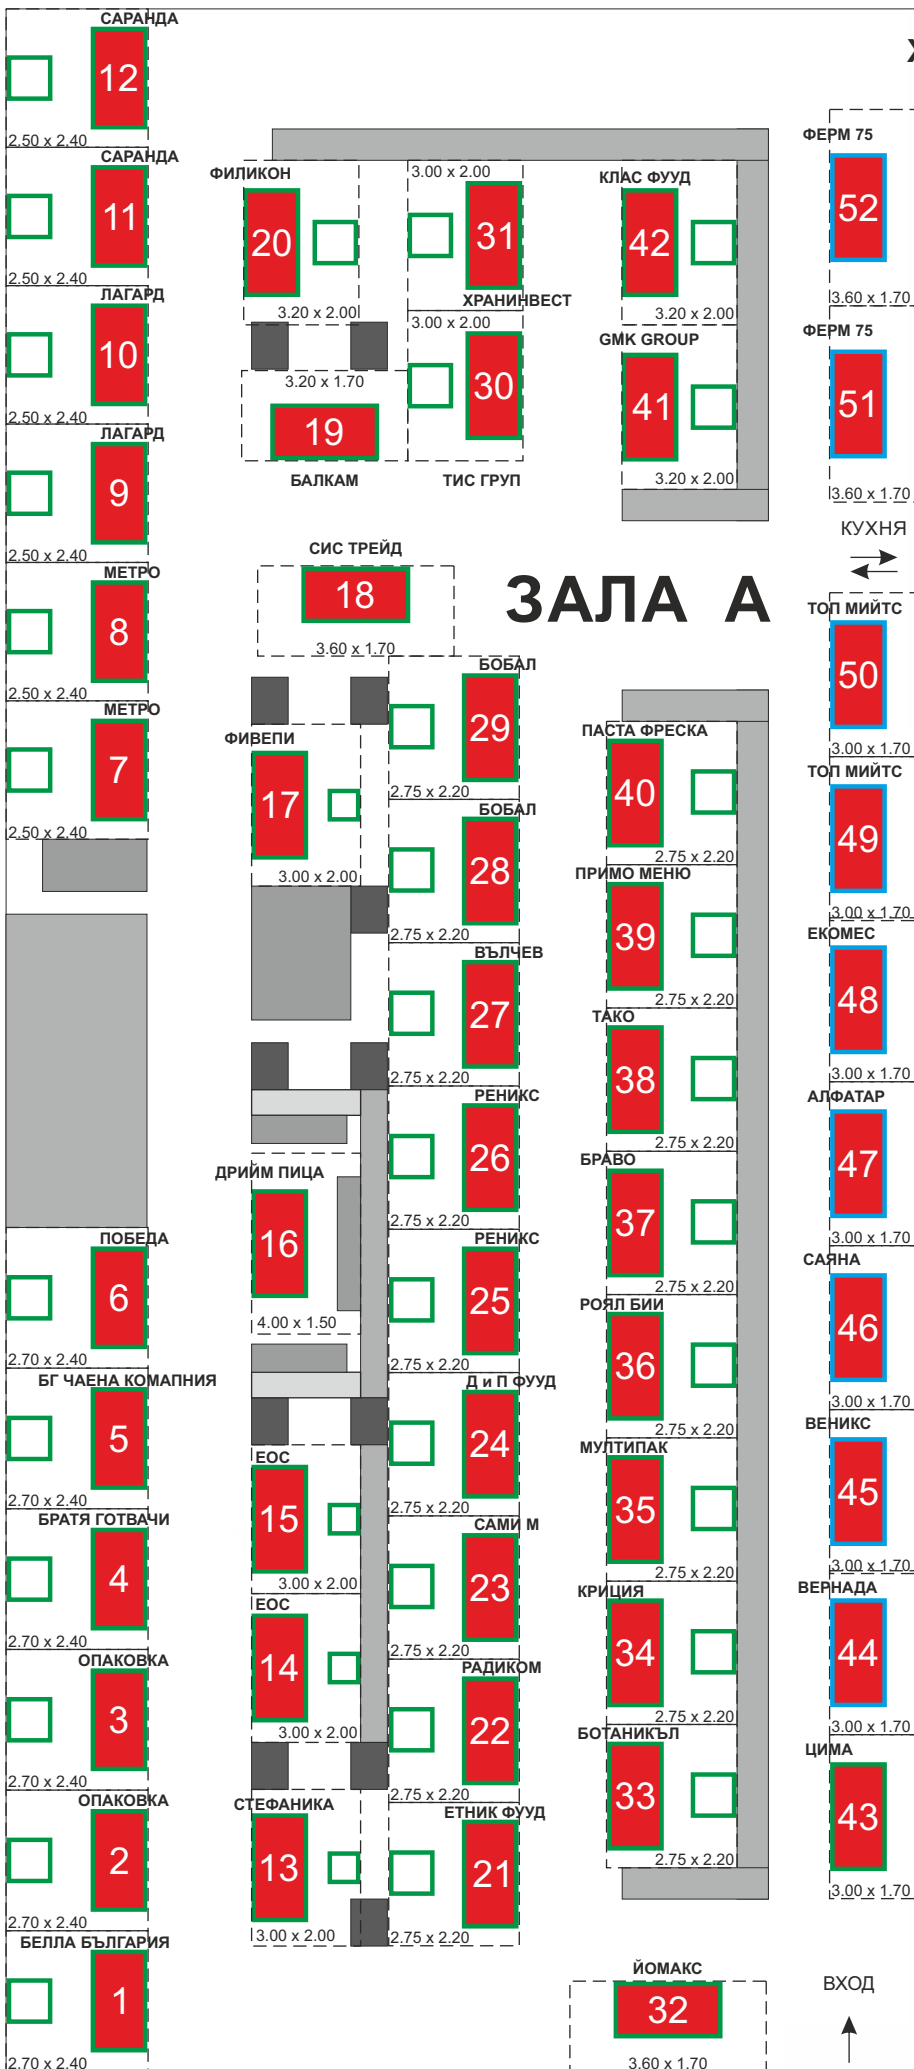 САРАНДА
12
2.50 x 2.40
САРАНДА
11
2.50 x 2.40
ЛАГАРД
10
2.50 x 2.40
ЛАГАРД
9
2.50 x 2.40
МЕТРО
8
2.50 x 2.40
МЕТРО
7
2.50 x 2.40
ПОБЕДА
6
2.70 x 2.40
БГ ЧАЕНА КОМАПНИЯ
5
2.70 x 2.40
БРАТЯ ГОТВАЧИ
4
2.70 x 2.40
ОПАКОВКА
3
2.70 x 2.40
ОПАКОВКА
2
2.70 x 2.40
БЕЛЛА БЪЛГАРИЯ
1
2.70 x 2.40
ФИЛИКОН
20
3.20 x 2.00
3.20 x 1.70
19
БАЛКАМ
СИС ТРЕЙД
18
3.60 x 1.70
ФИВЕПИ
17
3.00 x 2.00
ДРИЙМ ПИЦА
16
4.00 x 1.50
ЕОС
15
3.00 x 2.00
ЕОС
14
3.00 x 2.00
СТЕФАНИКА
13
3.00 x 2.00
3.00 x 2.00
31
ХРАНИНВЕСТ
3.00 x 2.00
30
ТИС ГРУП
ЗАЛА А
БОБАЛ
29
2.75 x 2.20
БОБАЛ
28
2.75 x 2.20
ВЪЛЧЕВ
27
2.75 x 2.20
РЕНИКС
26
2.75 x 2.20
РЕНИКС
25
2.75 x 2.20
Д и П ФУУД
24
2.75 x 2.20
САМИ М
23
2.75 x 2.20
РАДИКОМ
22
2.75 x 2.20
ЕТНИК ФУУД
21
2.75 x 2.20
КЛАС ФУУД
42
3.20 x 2.00
GMK GROUP
41
3.20 x 2.00
ПАСТА ФРЕСКА
40
2.75 x 2.20
ПРИМО МЕНЮ
39
2.75 x 2.20
ТАКО
38
2.75 x 2.20
БРАВО
37
2.75 x 2.20
РОЯЛ БИИ
36
2.75 x 2.20
МУЛТИПАК
35
2.75 x 2.20
КРИЦИЯ
34
2.75 x 2.20
БОТАНИКЪЛ
33
2.75 x 2.20
ЙОМАКС
32
3.60 x 1.70
ФЕРМ 75
52
3.60 x 1.70
ФЕРМ 75
51
3.60 x 1.70
КУХНЯ
ТОП МИЙТС
50
3.00 x 1.70
ТОП МИЙТС
49
3.00 x 1.70
ЕКОМЕС
48
3.00 x 1.70
АЛФАТАР
47
3.00 x 1.70
САЯНА
46
3.00 x 1.70
ВЕНИКС
45
3.00 x 1.70
ВЕРНАДА
44
3.00 x 1.70
ЦИМА
43
3.00 x 1.70
ВХОД